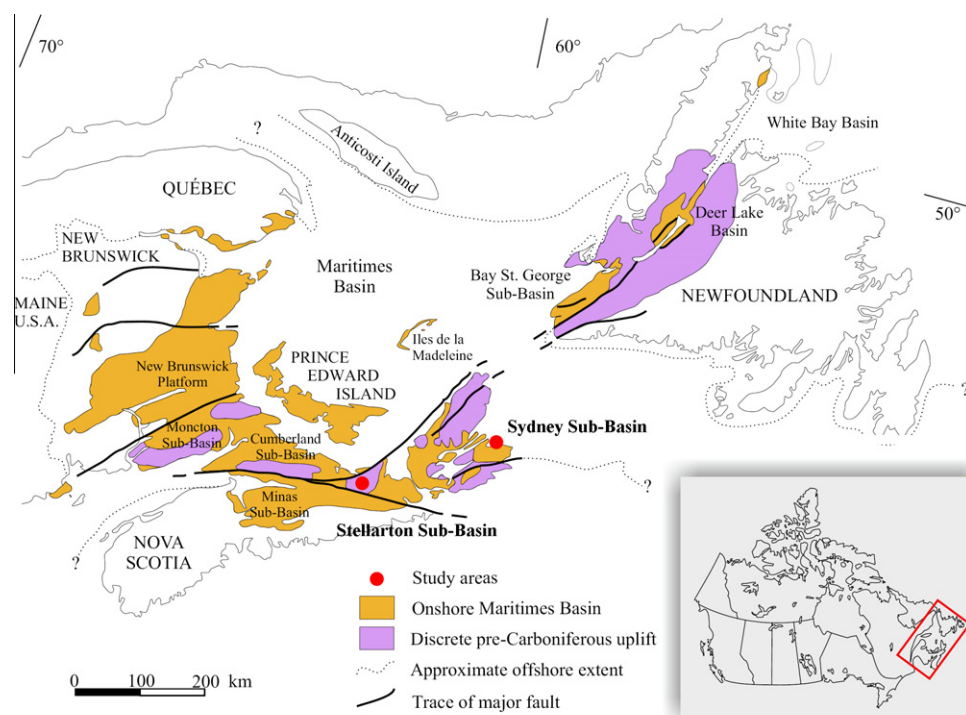 70°
60°
?
Anticosti Island
White Bay Basin
QUÉBEC
50°
Deer Lake
Basin
NEW
BRUNSWICK
Maritimes
Basin
Bay St. George
Sub-Basin
NEWFOUNDLAND
MAINE
U.S.A.
Iles de la
Madeleine
New Brunswick
Platform
PRINCE
EDWARD
ISLAND
?
Moncton
Sub-Basin
Cumberland
Sub-Basin
Sydney Sub-Basin
?
Minas
Sub-Basin
Stellarton Sub-Basin
NOVA
SCOTIA
?
Study areas
Onshore Maritimes Basin
Discrete pre-Carboniferous uplift
Approximate offshore extent
Trace of major fault
0 100 200 km